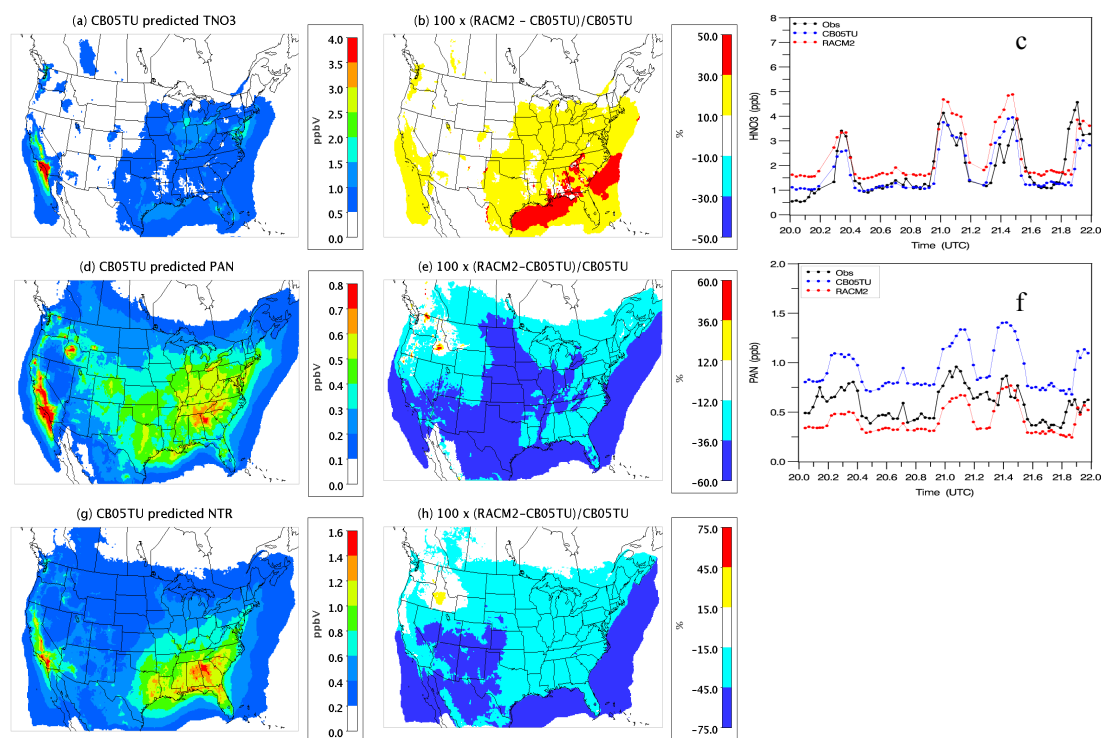 (a) CB05TU predicted TNO3
4.0
3.5
3.0
2.5
2.0
1.5
1.0
0.5
0.0
ppbV
(b) 100 x (RACM2 - CB05TU)/CB05TU
50.0
30.0
10.0
-10.0
-30.0
-50.0
%
c
Obs
CB05TU
RACM2
HNO3 (ppb)
8
7
6
5
4
3
2
1
0
20.0 20.2 20.4 20.6 20.8 21.0 21.2 21.4 21.6 21.8 22.0
Time (UTC)
(d) CB05TU predicted PAN
0.8
0.7
0.6
0.5
0.4
0.3
0.2
0.1
0.0
ppbV
(e) 100 x (RACM2-CB05TU)/CB05TU
60.0
36.0
12.0
-12.0
-36.0
-60.0
%
f
Obs
CB05TU
RACM2
PAN (ppb)
2.0
1.5
1.0
0.5
0.0
20.0 20.2 20.4 20.6 20.8 21.0 21.2 21.4 21.6 21.8 22.0
Time (UTC)
(g) CB05TU predicted NTR
1.6
1.4
1.2
1.0
0.8
0.6
0.4
0.2
0.0
ppbV
(h) 100 x (RACM2-CB05TU)/CB05TU
75.0
45.0
15.0
-15.0
-45.0
-75.0
%